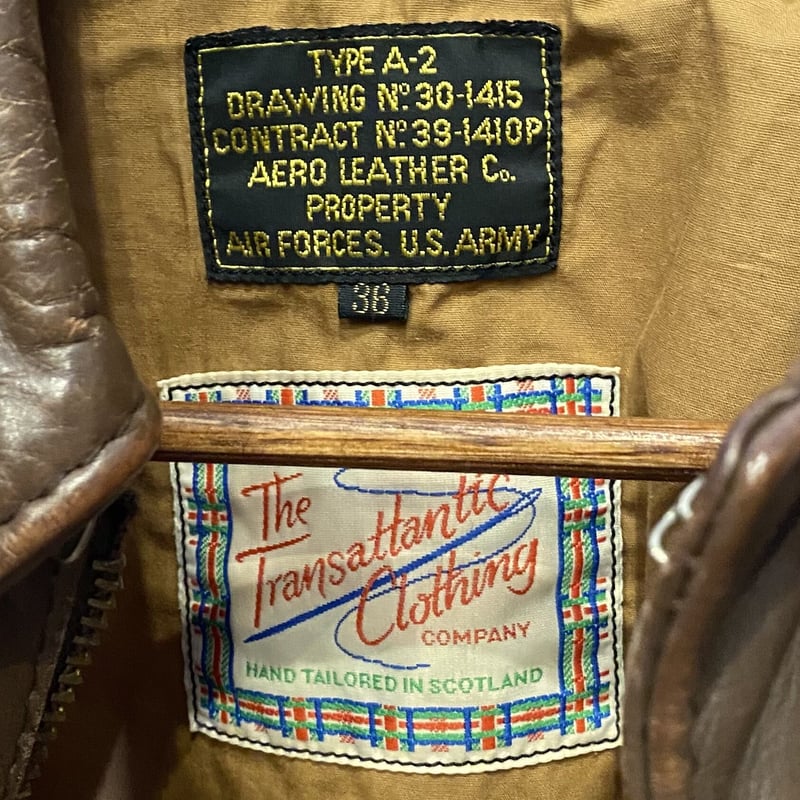 TYPE A-2
DRAWING Nº 30-1415
CONTRACT Nº 39-1410P
AERO LEATHER Co.
PROPERTY
AIR FORCES. U.S. ARMY
36
The
Transatlantic
Clothing
COMPANY
HAND TAILORED IN SCOTLAND